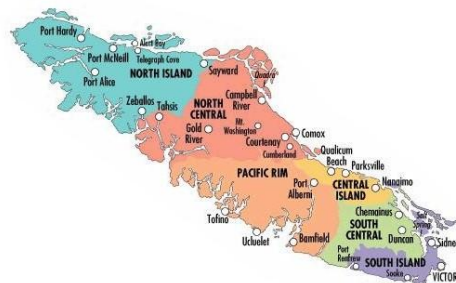 Port Hardy
Alert Bay
Port McNeill
Telegraph Cove
NORTH ISLAND
Port Alice
Sayward
Quadra
Zeballos
Tahsis
NORTH
CENTRAL
Campbell
River
Gold
River
Mt.
Washington
Comox
Courtenay
Cumberland
Qualicum
Beach
Parksville
PACIFIC RIM
Port
Alberni
CENTRAL
ISLAND
Nanaimo
Tofino
Chemainus
Salt
Spring
Ucluelet
SOUTH
CENTRAL
Duncan
Sidne
Bamfield
Port
Renfrew
SOUTH ISLAND
Sooke
VICTOR